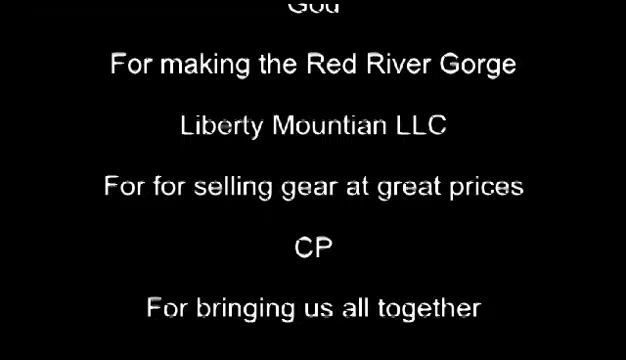 God
For making the Red River Gorge
Liberty Mountian LLC
For for selling gear at great prices
CP
For bringing us all together